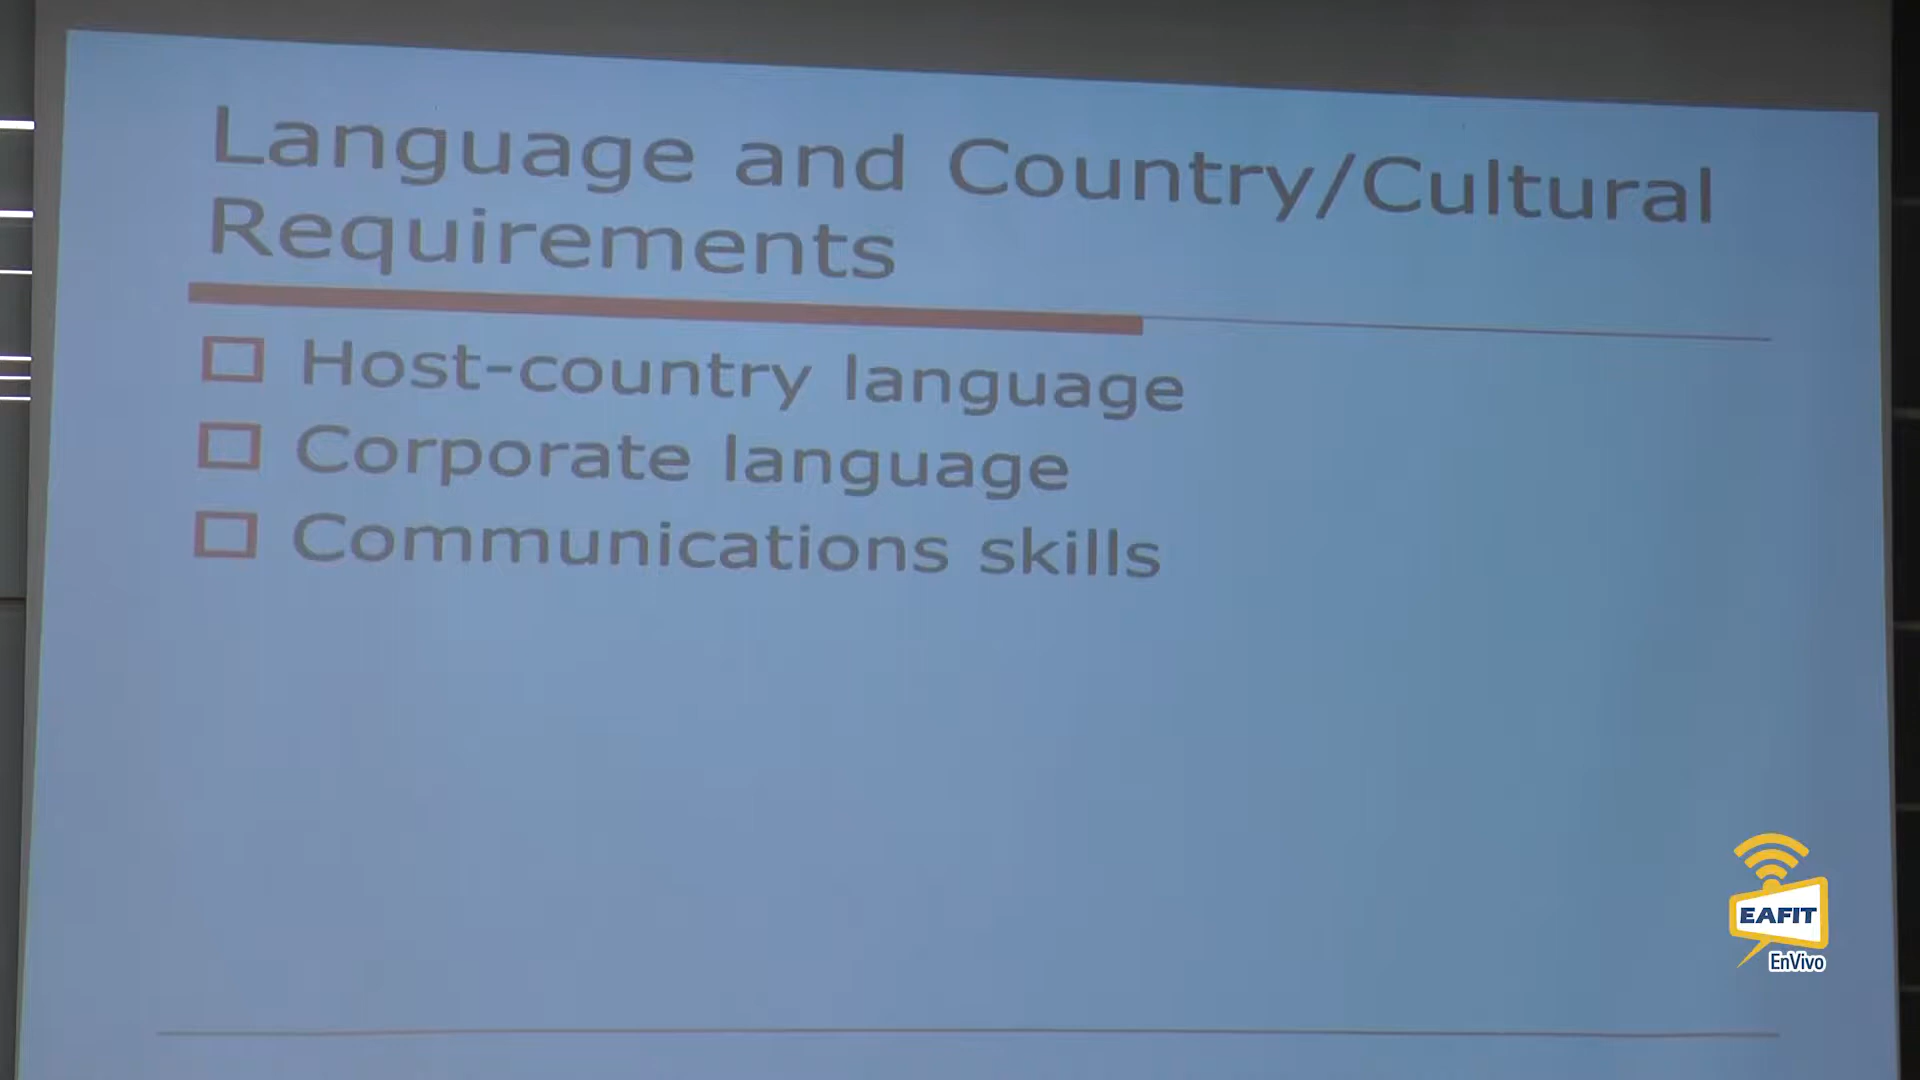 Language and Country/Cultural
Requirements
Host-country language
Corporate language
Communications skills
EAFIT
EnVivo